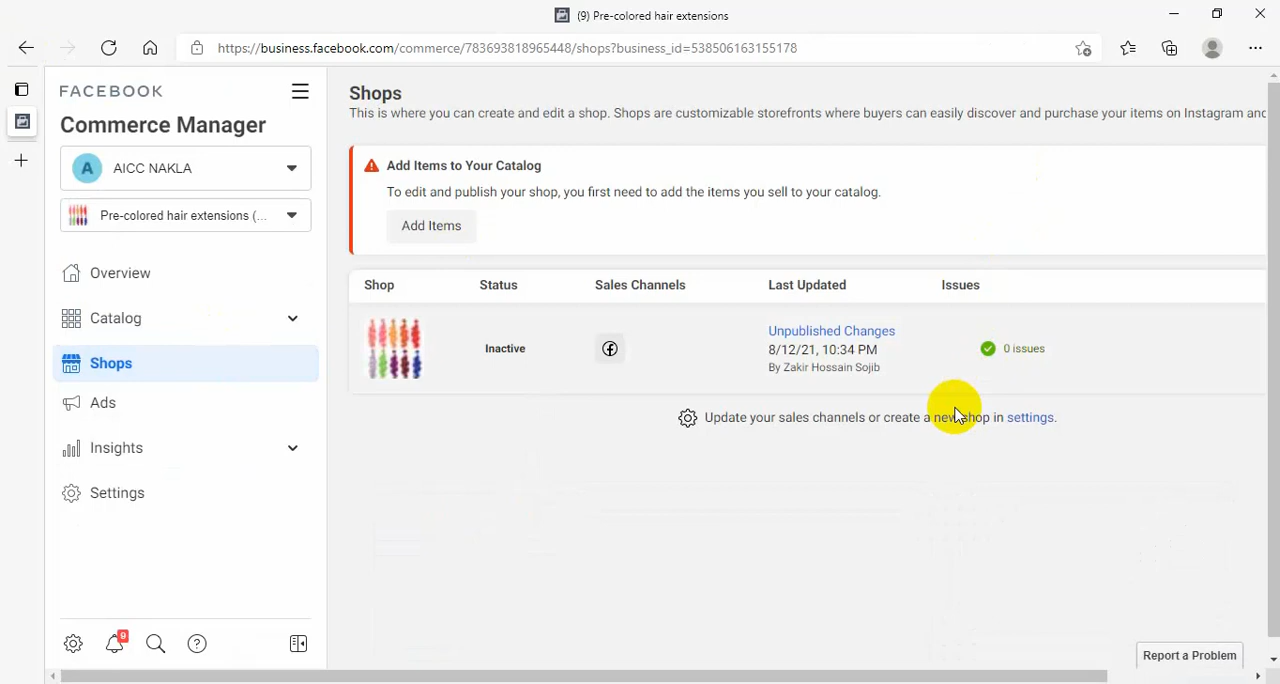 (9) Pre-colored hair extensions
https://business.facebook.com/commerce/783693818965448/shops?business_id=538506163155178
FACEBOOK
Commerce Manager
A AICC NAKLA
Pre-colored hair extensions (...
Overview
Catalog
Shops
Ads
Insights
Settings
9
Shops
This is where you can create and edit a shop. Shops are customizable storefronts where buyers can easily discover and purchase your items on Instagram and
Add Items to Your Catalog
To edit and publish your shop, you first need to add the items you sell to your catalog.
Add Items
Shop Status Sales Channels Last Updated Issues
Inactive
Unpublished Changes
8/12/21, 10:34 PM
By Zakir Hossain Sojib
0 issues
Update your sales channels or create a new shop in settings.
Report a Problem